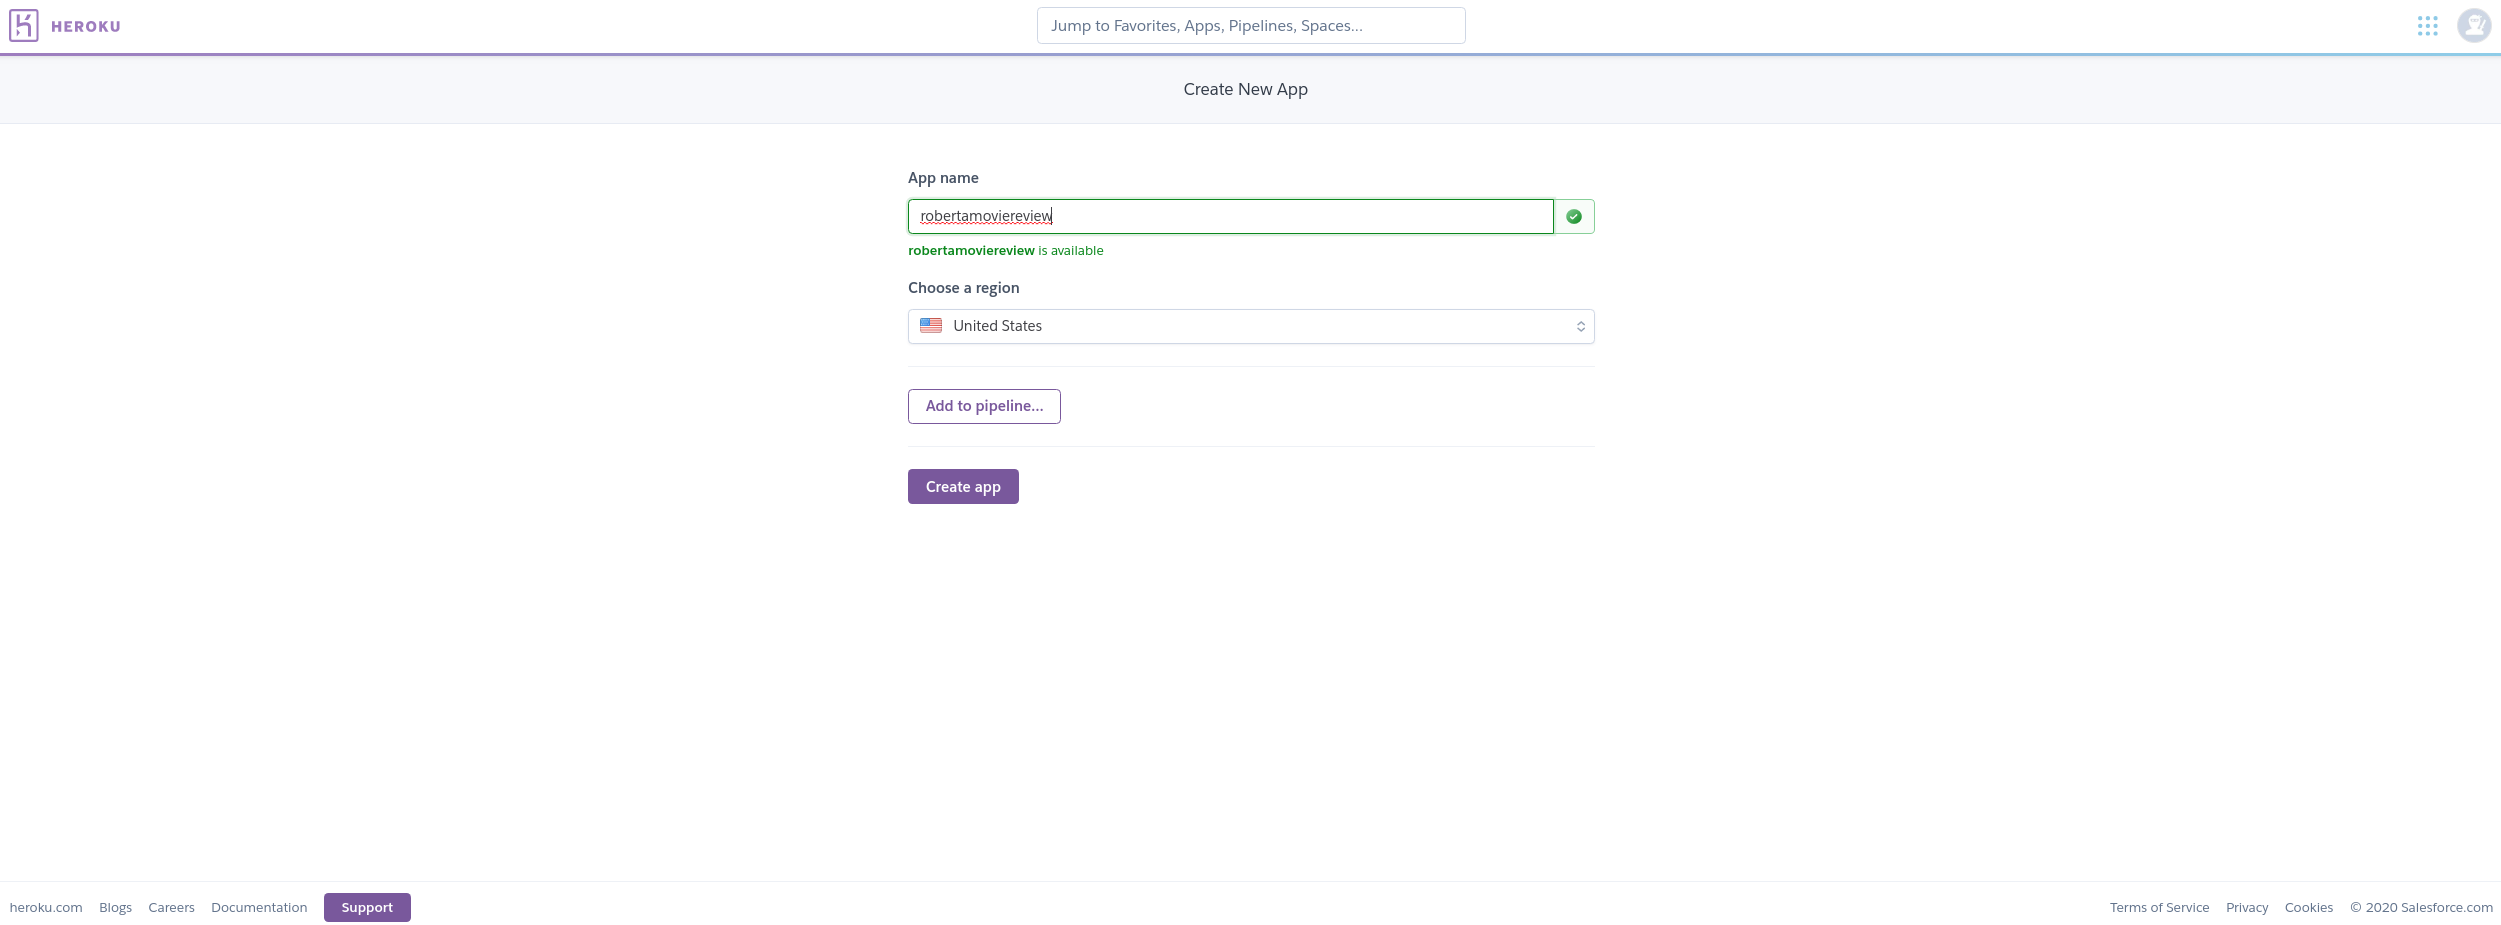 HEROKU
Jump to Favorites, Apps, Pipelines, Spaces...
Create New App
App name
robertamoviereview
robertamoviereview is available
Choose a region
United States
Add to pipeline...
Create app
heroku.com Blogs Careers Documentation Support Terms of Service Privacy Cookies © 2020 Salesforce.com